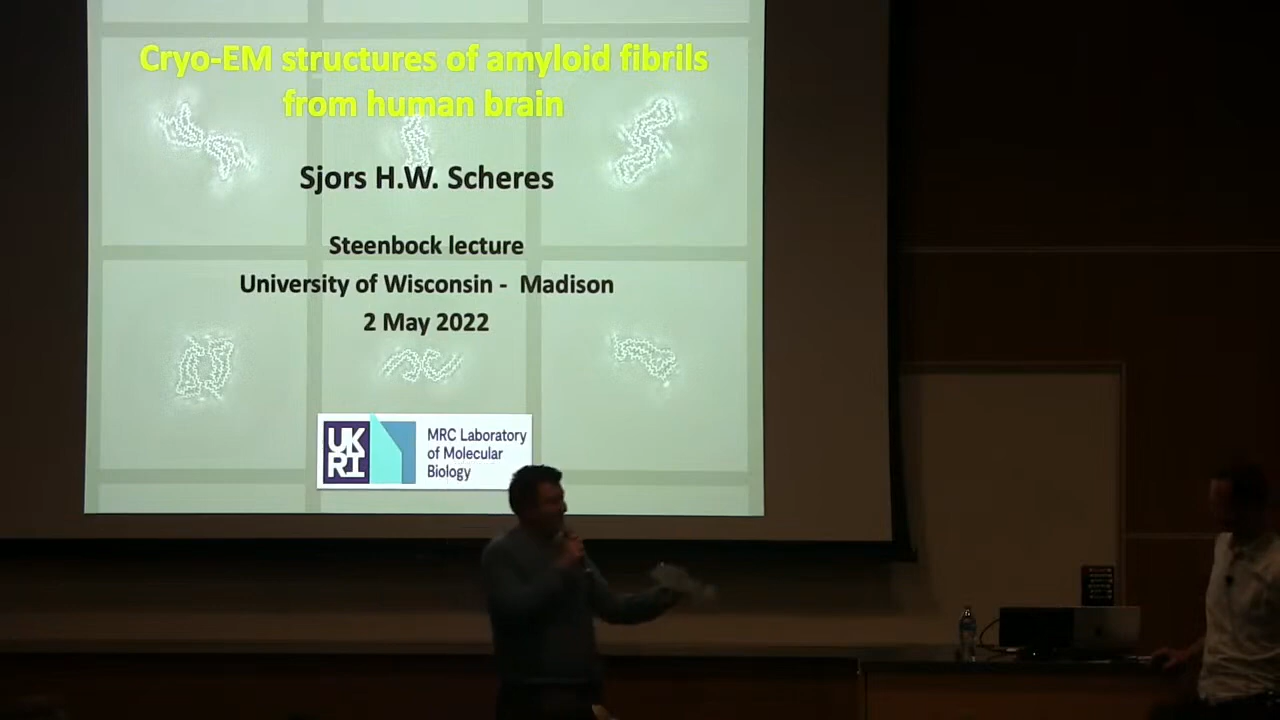 Cryo-EM structures of amyloid fibrils
from human brain
Sjors H.W. Scheres
Steenbock lecture
University of Wisconsin - Madison
2 May 2022
UK
RI
MRC Laboratory
of Molecular
Biology